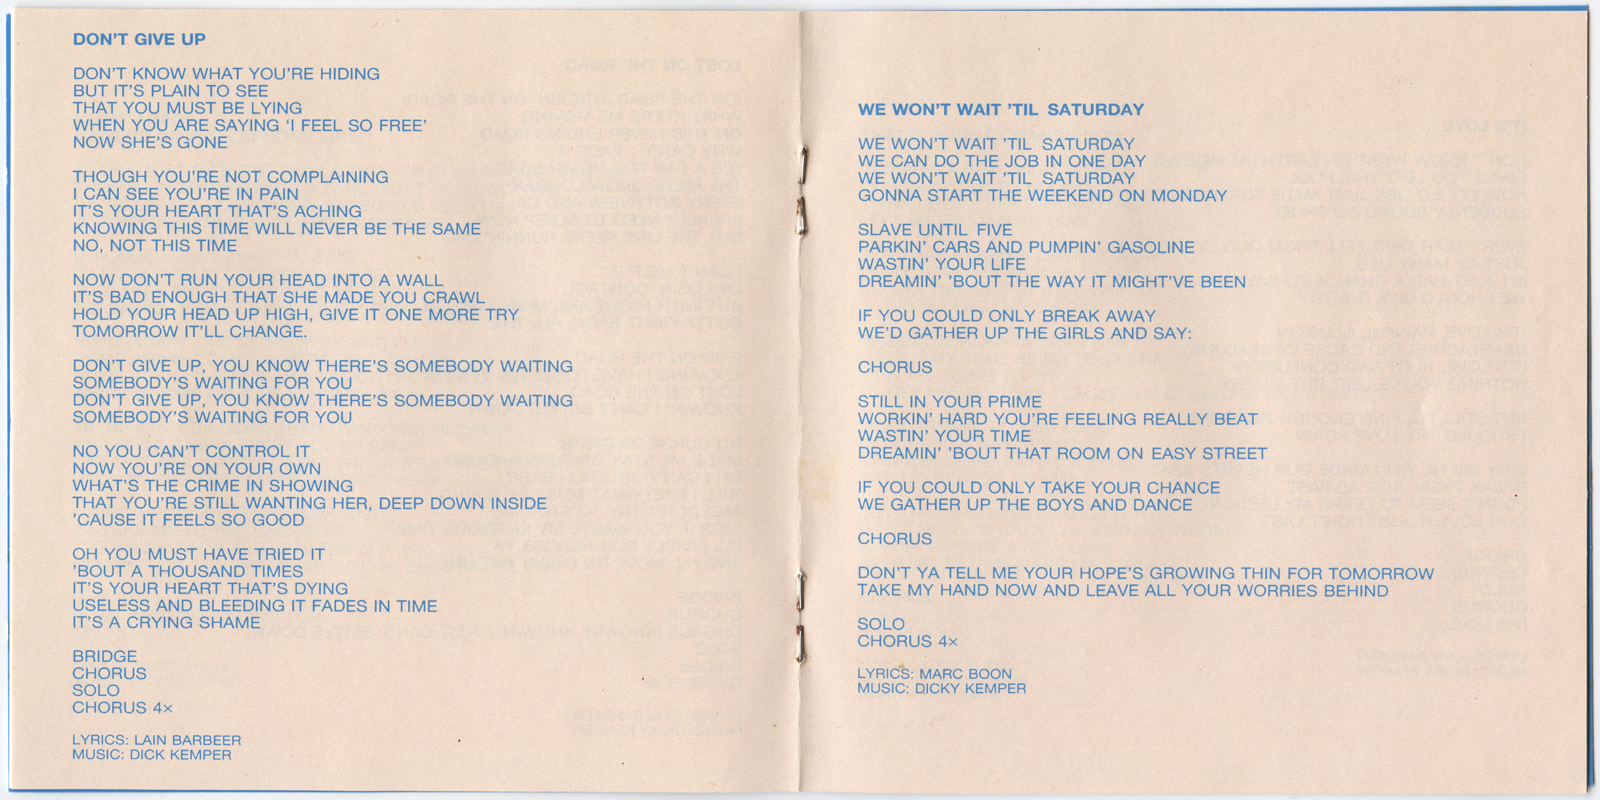 DON'T GIVE UP
DON'T KNOW WHAT YOU'RE HIDING
BUT IT'S PLAIN TO SEE
THAT YOU MUST BE LYING
WHEN YOU ARE SAYING 'I FEEL SO FREE'
NOW SHE'S GONE
THOUGH YOU'RE NOT COMPLAINING
I CAN SEE YOU'RE IN PAIN
IT'S YOUR HEART THAT'S ACHING
KNOWING THIS TIME WILL NEVER BE THE SAME
NO, NOT THIS TIME
NOW DON'T RUN YOUR HEAD INTO A WALL
IT'S BAD ENOUGH THAT SHE MADE YOU CRAWL
HOLD YOUR HEAD UP HIGH, GIVE IT ONE MORE TRY
TOMORROW IT'LL CHANGE.
DON'T GIVE UP, YOU KNOW THERE'S SOMEBODY WAITING
SOMEBODY'S WAITING FOR YOU
DON'T GIVE UP, YOU KNOW THERE'S SOMEBODY WAITING
SOMEBODY'S WAITING FOR YOU
NO YOU CAN'T CONTROL IT
NOW YOU'RE ON YOUR OWN
WHAT'S THE CRIME IN SHOWING
THAT YOU'RE STILL WANTING HER, DEEP DOWN INSIDE
'CAUSE IT FEELS SO GOOD
OH YOU MUST HAVE TRIED IT
'BOUT A THOUSAND TIMES
IT'S YOUR HEART THAT'S DYING
USELESS AND BLEEDING IT FADES IN TIME
IT'S A CRYING SHAME
BRIDGE
CHORUS
SOLO
CHORUS 4×
LYRICS: LAIN BARBEER
MUSIC: DICK KEMPER
WE WON'T WAIT 'TIL SATURDAY
WE WON'T WAIT 'TIL SATURDAY
WE CAN DO THE JOB IN ONE DAY
WE WON'T WAIT 'TIL SATURDAY
GONNA START THE WEEKEND ON MONDAY
SLAVE UNTIL FIVE
PARKIN' CARS AND PUMPIN' GASOLINE
WASTIN' YOUR LIFE
DREAMIN' 'BOUT THE WAY IT MIGHT'VE BEEN
IF YOU COULD ONLY BREAK AWAY
WE'D GATHER UP THE GIRLS AND SAY:
CHORUS
STILL IN YOUR PRIME
WORKIN' HARD YOU'RE FEELING REALLY BEAT
WASTIN' YOUR TIME
DREAMIN' 'BOUT THAT ROOM ON EASY STREET
IF YOU COULD ONLY TAKE YOUR CHANCE
WE GATHER UP THE BOYS AND DANCE
CHORUS
DON'T YA TELL ME YOUR HOPE'S GROWING THIN FOR TOMORROW
TAKE MY HAND NOW AND LEAVE ALL YOUR WORRIES BEHIND
SOLO
CHORUS 4×
LYRICS: MARC BOON
MUSIC: DICKY KEMPER